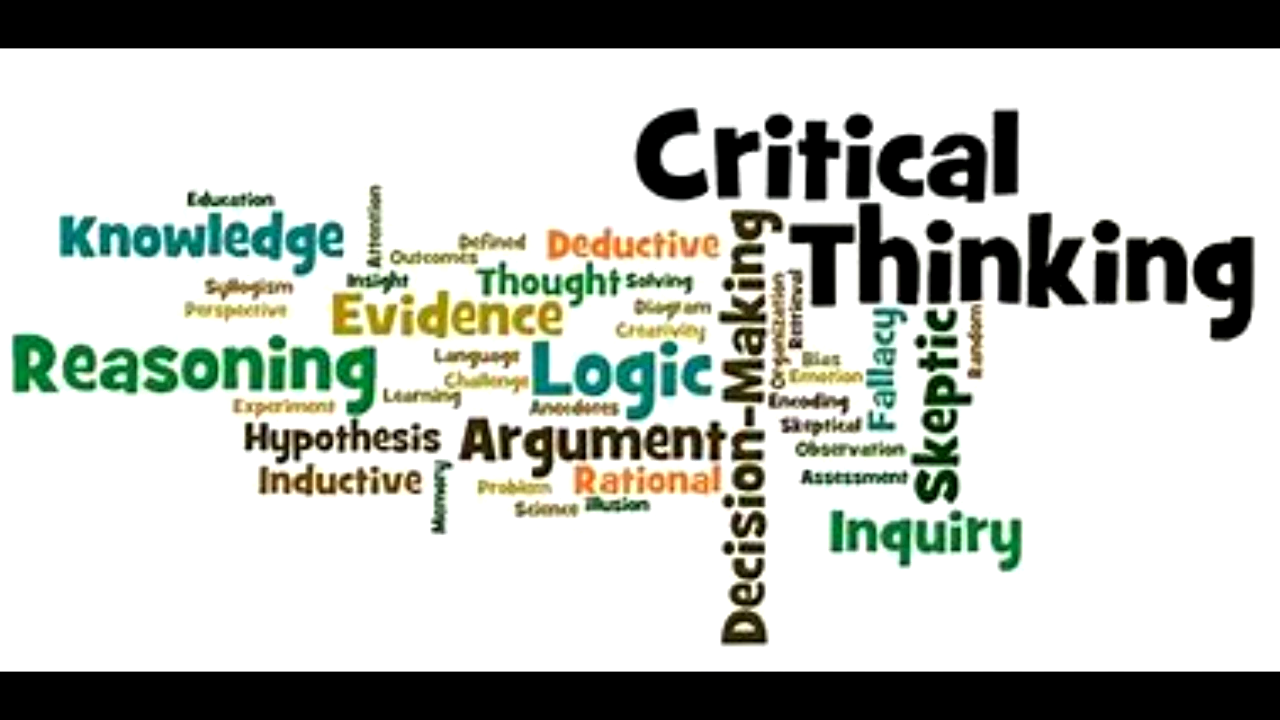 Critical
Thinking
Education
Knowledge
Attention
Defined
Outcomes
Deductive
Syllogism
Insight
Thought
Solving
Perspective
Evidence
Diagram
Creativity
Reasoning
Language
Logic
Challenge
Learning
Experiment
Anecdotes
Hypothesis
Argument
Inductive
Memory
Problem
Rational
Science
Illusion
Decision-Making
Organization
Retrieval
Bias
Emotion
Encoding
Skeptical
Fallacy
Skeptic
Random
Observation
Assessment
Inquiry